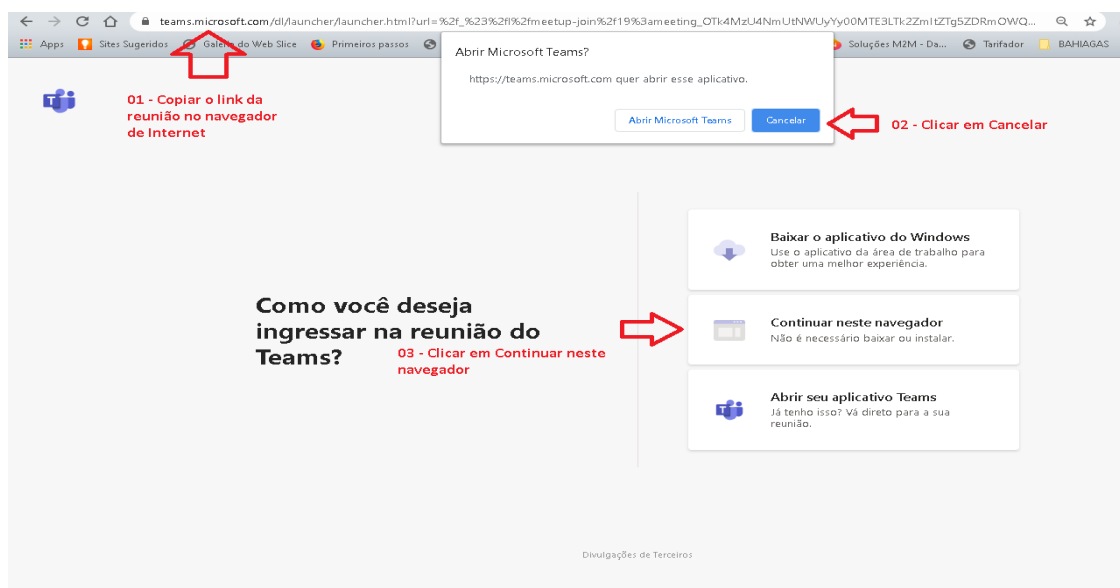 teams.microsoft.com/dl/launcher/launcher.html?url=%2f_%23%2fl%2fmeetup-join%2f19%3ameeting_OTk4MzU4NmUtNWUyYy00MTE3LTk2ZmItZTg5ZDRmOWQ...
Apps Sites Sugeridos Galeria do Web Slice Primeiros passos Soluções M2M - Da... Tarifador BAHIAGAS
Abrir Microsoft Teams?
https://teams.microsoft.com quer abrir esse aplicativo.
Abrir Microsoft Teams Cancelar
01 - Copiar o link da
reunião no navegador
de Internet
02 - Clicar em Cancelar
Como você deseja
ingressar na reunião do
Teams?
03 - Clicar em Continuar neste
navegador
Baixar o aplicativo do Windows
Use o aplicativo da área de trabalho para
obter uma melhor experiência.
Continuar neste navegador
Não é necessário baixar ou instalar.
Abrir seu aplicativo Teams
Já tenho isso? Vá direto para a sua
reunião.
Divulgações de Terceiros